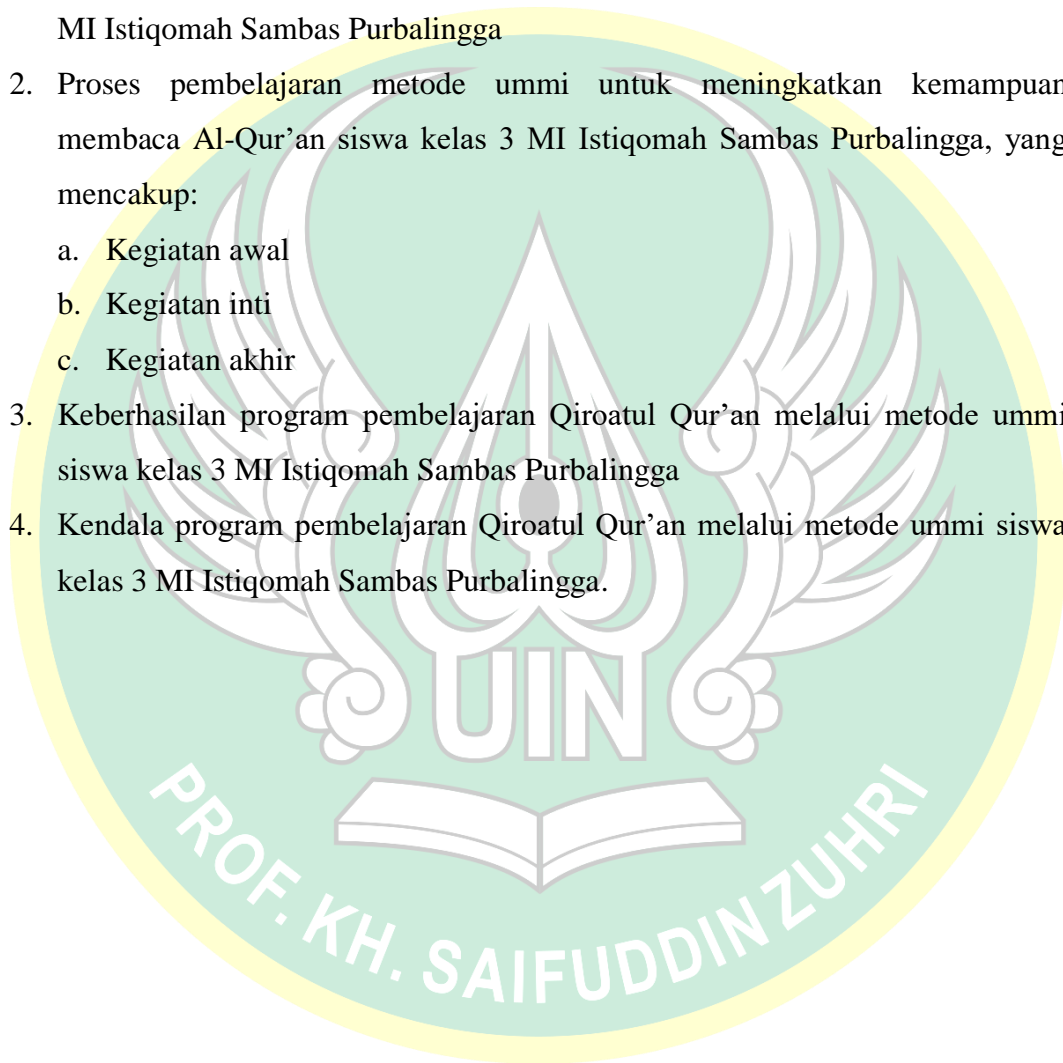 MI Istiqomah Sambas Purbalingga
2. Proses pembelajaran metode ummi untuk meningkatkan kemampuan
membaca Al-Qur’an siswa kelas 3 MI Istiqomah Sambas Purbalingga, yang
mencakup:
a. Kegiatan awal
b. Kegiatan inti
c. Kegiatan akhir
3. Keberhasilan program pembelajaran Qiroatul Qur’an melalui metode ummi
siswa kelas 3 MI Istiqomah Sambas Purbalingga
4. Kendala program pembelajaran Qiroatul Qur’an melalui metode ummi siswa
kelas 3 MI Istiqomah Sambas Purbalingga.
UIN
PROF. KH. SAIFUDDIN ZUHRI